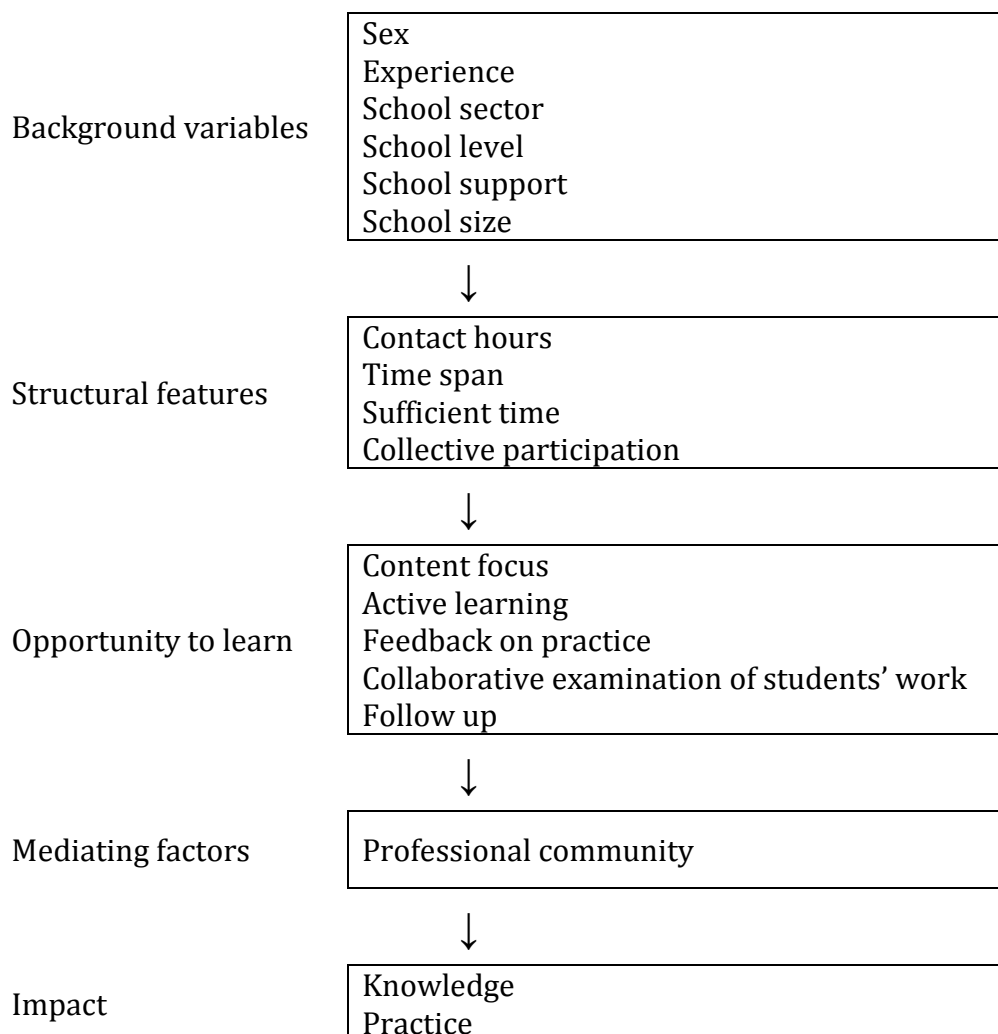 Background variables
Sex
Experience
School sector
School level
School support
School size
↓
Structural features
Contact hours
Time span
Sufficient time
Collective participation
↓
Opportunity to learn
Content focus
Active learning
Feedback on practice
Collaborative examination of students’ work
Follow up
↓
Mediating factors
Professional community
↓
Impact
Knowledge
Practice